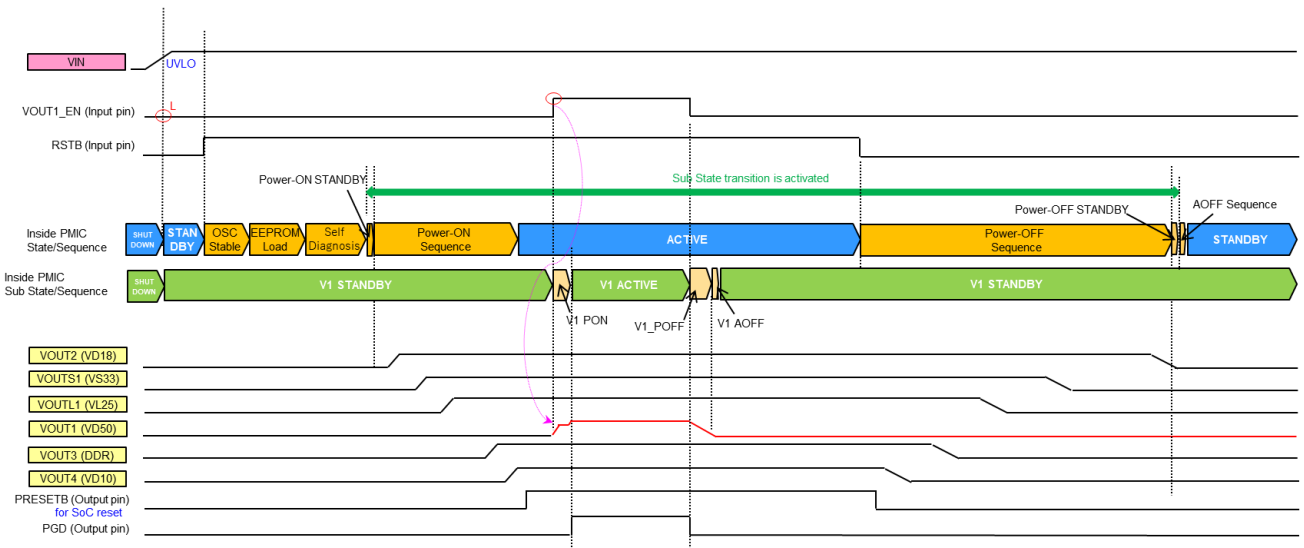 VIN
UVLO
VOUT1_EN (Input pin)
L
RSTB (Input pin)
Power-ON STANDBY
Sub State transition is activated
Power-OFF STANDBY
AOFF Sequence
Inside PMIC
State/Sequence
SHUT
DOWN
STAN
DBY
OSC
Stable
EEPROM
Load
Self
Diagnosis
Power-ON
Sequence
ACTIVE
Power-OFF
Sequence
STANDBY
Inside PMIC
Sub State/Sequence
SHUT
DOWN
V1 STANDBY
V1 ACTIVE
V1 STANDBY
V1 PON
V1_POFF
V1 AOFF
VOUT2 (VD18)
VOUTS1 (VS33)
VOUTL1 (VL25)
VOUT1 (VD50)
VOUT3 (DDR)
VOUT4 (VD10)
PRESETB (Output pin)
for SoC reset
PGD (Output pin)